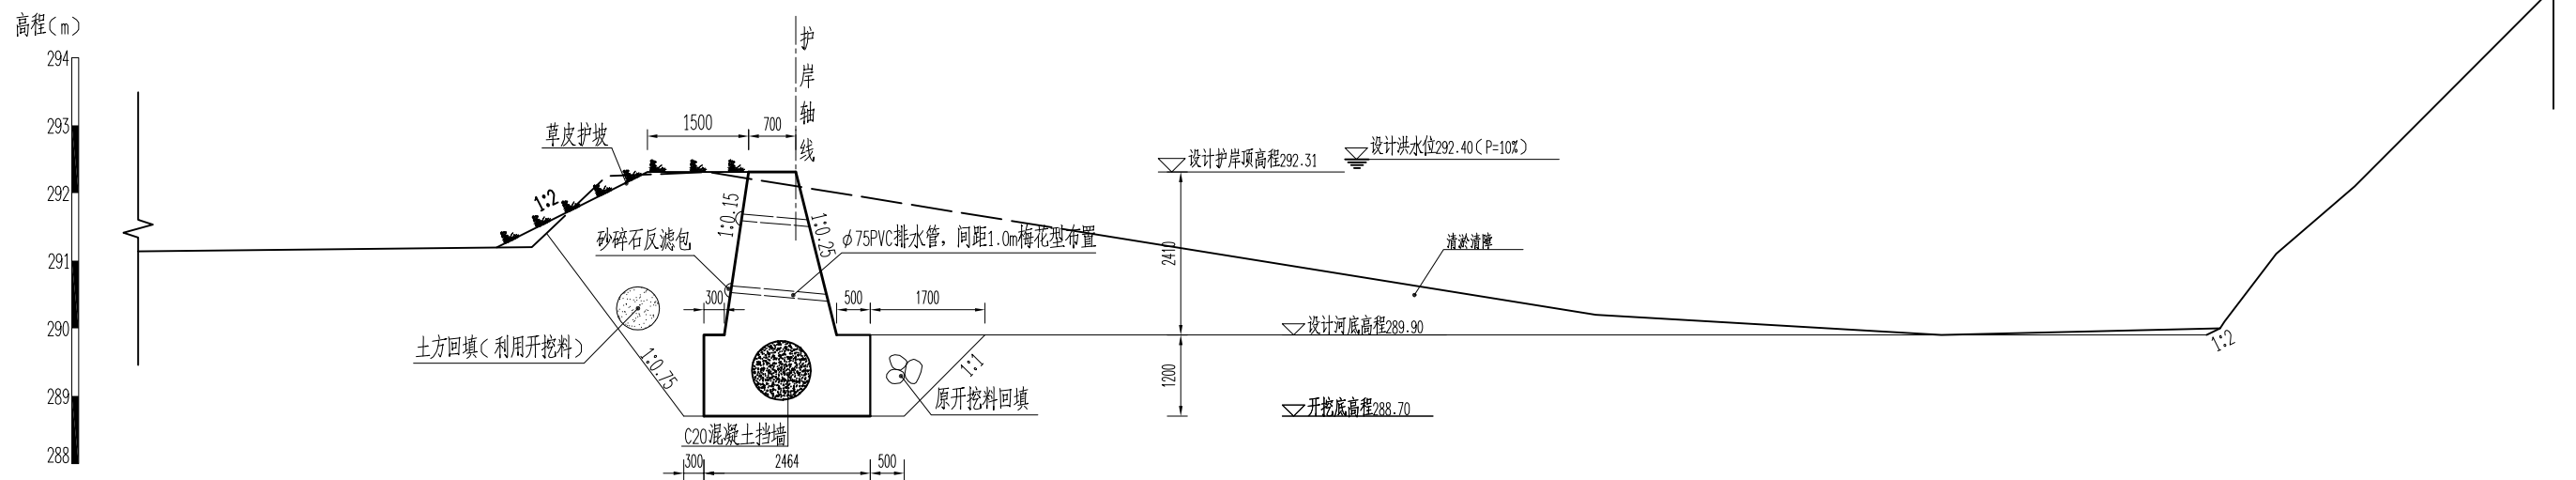 高程(m)
294
293
292
291
290
289
288
护岸轴线
1500
700
草皮护坡
1:2
设计护岸顶高程292.31
设计洪水位292.40(P=10%)
1:0.15
1:0.25
砂碎石反滤包
φ75PVC排水管，间距1.0m梅花型布置
2410
清淤清障
300
500
1700
设计河底高程289.90
土方回填(利用开挖料)
1:0.75
1:1
1:2
1200
原开挖料回填
开挖底高程288.70
C20混凝土挡墙
300
2464
500